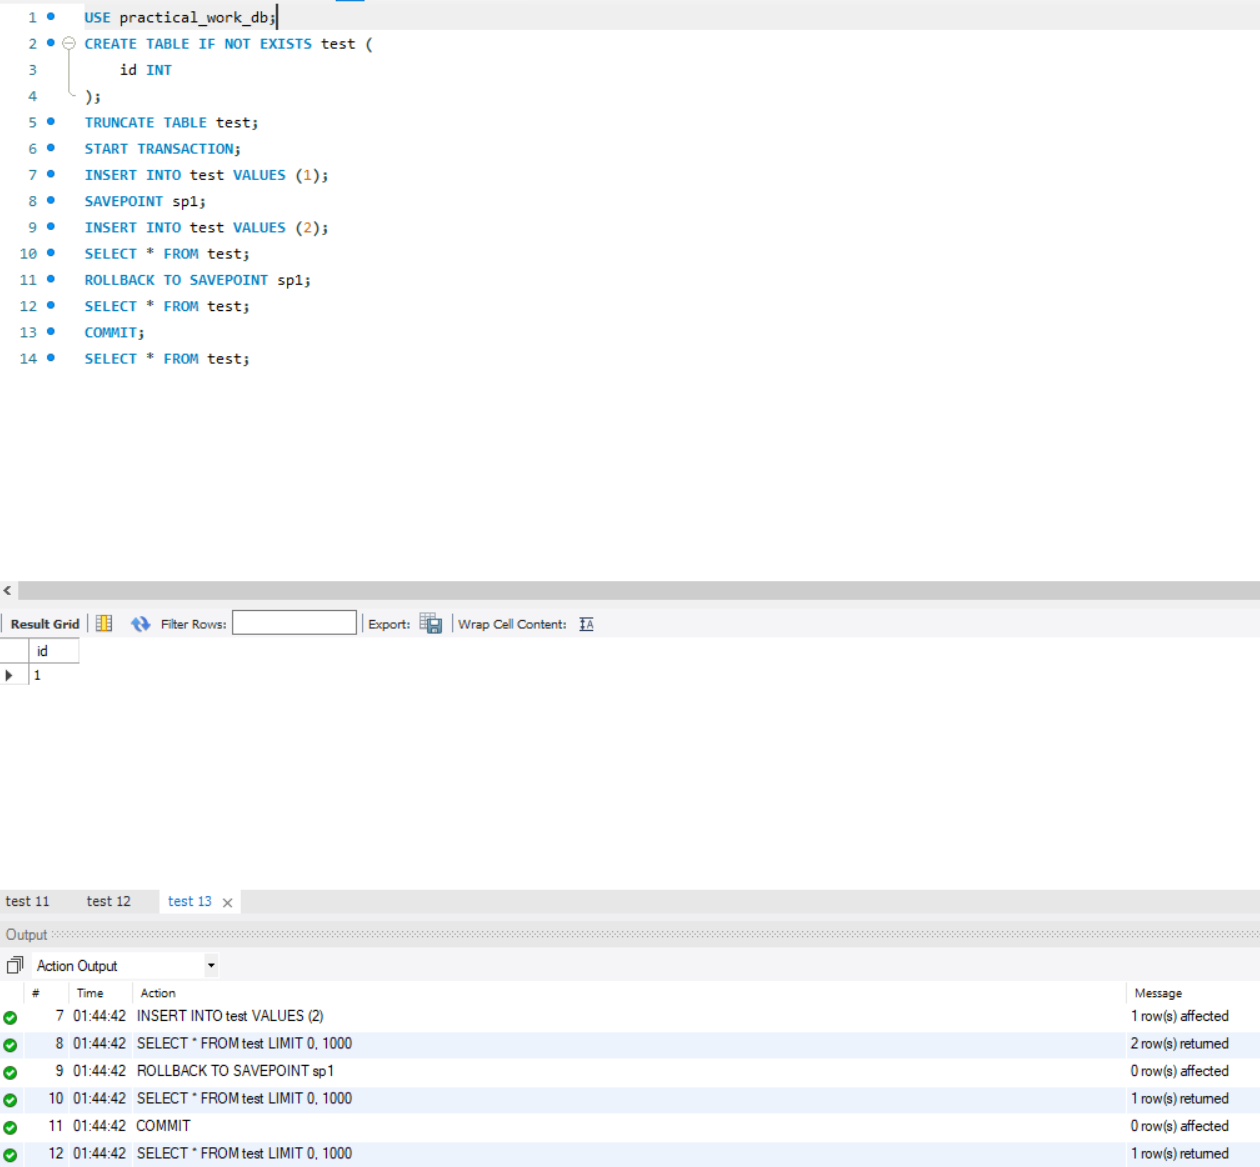 1 USE practical_work_db;
2 CREATE TABLE IF NOT EXISTS test (
3 id INT
4 );
5 TRUNCATE TABLE test;
6 START TRANSACTION;
7 INSERT INTO test VALUES (1);
8 SAVEPOINT sp1;
9 INSERT INTO test VALUES (2);
10 SELECT * FROM test;
11 ROLLBACK TO SAVEPOINT sp1;
12 SELECT * FROM test;
13 COMMIT;
14 SELECT * FROM test;
Result Grid Filter Rows: Export: Wrap Cell Content:
id
1
test 11 test 12 test 13
Output
Action Output
# Time Action Message
7 01:44:42 INSERT INTO test VALUES (2) 1 row(s) affected
8 01:44:42 SELECT * FROM test LIMIT 0, 1000 2 row(s) returned
9 01:44:42 ROLLBACK TO SAVEPOINT sp1 0 row(s) affected
10 01:44:42 SELECT * FROM test LIMIT 0, 1000 1 row(s) returned
11 01:44:42 COMMIT 0 row(s) affected
12 01:44:42 SELECT * FROM test LIMIT 0, 1000 1 row(s) returned